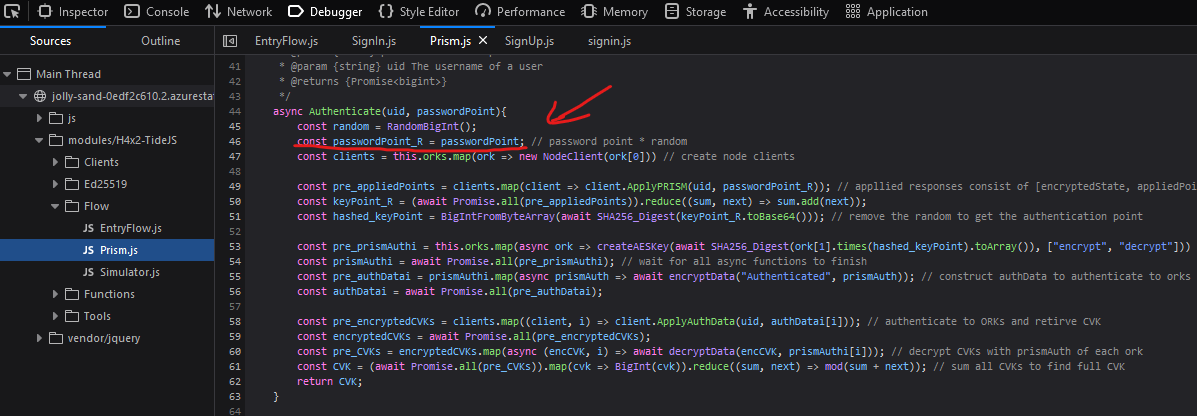 Inspector Console Debugger Style Editor Performance Memory Storage Accessibility Application
Sources Outline
EntryFlow.js SignIn.js Prism.js SignUp.js signin.js
Main Thread
jolly-sand-0edf2c610.2.azurestat
js
modules/H4x2-TideJS
Clients
Ed25519
Flow
JS EntryFlow.js
JS Prism.js
JS Simulator.js
Functions
Tools
vendor/jquery
41 * @param {string} uid The username of a user
42 * @returns {Promise<bigint>}
43 */
44 async Authenticate(uid, passwordPoint){
45 const random = RandomBigInt();
46 const passwordPoint_R = passwordPoint; // password point * random
47 const clients = this.orks.map(ork => new NodeClient(ork[0])) // create node clients
48
49 const pre_appliedPoints = clients.map(client => client.ApplyPRISM(uid, passwordPoint_R)); // appllied responses consist of [encryptedState, appliedPoi
50 const keyPoint_R = (await Promise.all(pre_appliedPoints)).reduce((sum, next) => sum.add(next));
51 const hashed_keyPoint = BigIntFromByteArray(await SHA256_Digest(keyPoint_R.toBase64())); // remove the random to get the authentication point
52
53 const pre_prismAuthi = this.orks.map(async ork => createAESKey(await SHA256_Digest(ork[1].times(hashed_keyPoint).toArray()), ["encrypt", "decrypt"]))
54 const prismAuthi = await Promise.all(pre_prismAuthi); // wait for all async functions to finish
55 const pre_authDatai = prismAuthi.map(async prismAuth => await encryptData("Authenticated", prismAuth)); // construct authData to authenticate to orks
56 const authDatai = await Promise.all(pre_authDatai);
57
58 const pre_encryptedCVKs = clients.map((client, i) => client.ApplyAuthData(uid, authDatai[i])); // authenticate to ORKs and retirve CVK
59 const encryptedCVKs = await Promise.all(pre_encryptedCVKs);
60 const pre_CVKs = encryptedCVKs.map(async (encCVK, i) => await decryptData(encCVK, prismAuthi[i])); // decrypt CVKs with prismAuth of each ork
61 const CVK = (await Promise.all(pre_CVKs)).map(cvk => BigInt(cvk)).reduce((sum, next) => mod(sum + next)); // sum all CVKs to find full CVK
62 return CVK;
63 }
64